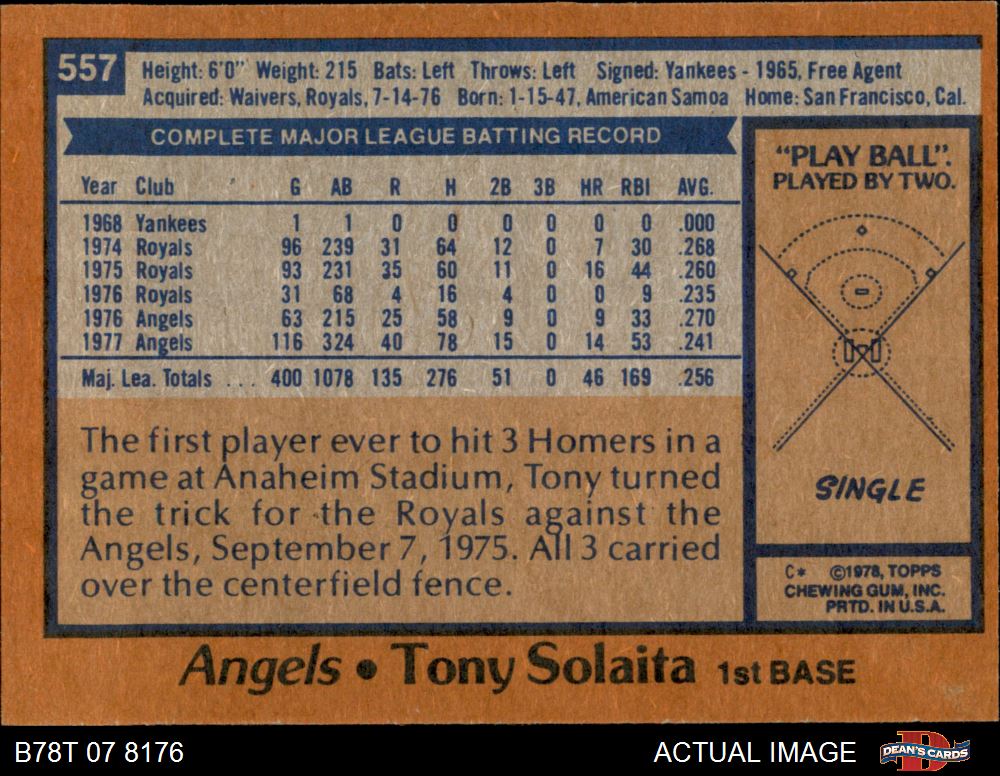 557
Height: 6'0" Weight: 215 Bats: Left Throws: Left Signed: Yankees - 1965, Free Agent
Acquired: Waivers, Royals, 7-14-76 Born: 1-15-47, American Samoa Home: San Francisco, Cal.
COMPLETE MAJOR LEAGUE BATTING RECORD
Year Club G AB R H 2B 3B HR RBI AVG.
1968 Yankees 1 1 0 0 0 0 0 0 .000
1974 Royals 96 239 31 64 12 0 7 30 .268
1975 Royals 93 231 35 60 11 0 16 44 .260
1976 Royals 31 68 4 16 4 0 0 9 .235
1976 Angels 63 215 25 58 9 0 9 33 .270
1977 Angels 116 324 40 78 15 0 14 53 .241
Maj. Lea. Totals . . . 400 1078 135 276 51 0 46 169 .256
The first player ever to hit 3 Homers in a
game at Anaheim Stadium, Tony turned
the trick for the Royals against the
Angels, September 7, 1975. All 3 carried
over the centerfield fence.
"PLAY BALL".
PLAYED BY TWO.
SINGLE
C* ©1978, TOPPS
CHEWING GUM, INC.
PRTD. IN U.S.A.
Angels • Tony Solaita 1st BASE
B78T 07 8176 ACTUAL IMAGE DEAN'S CARDS